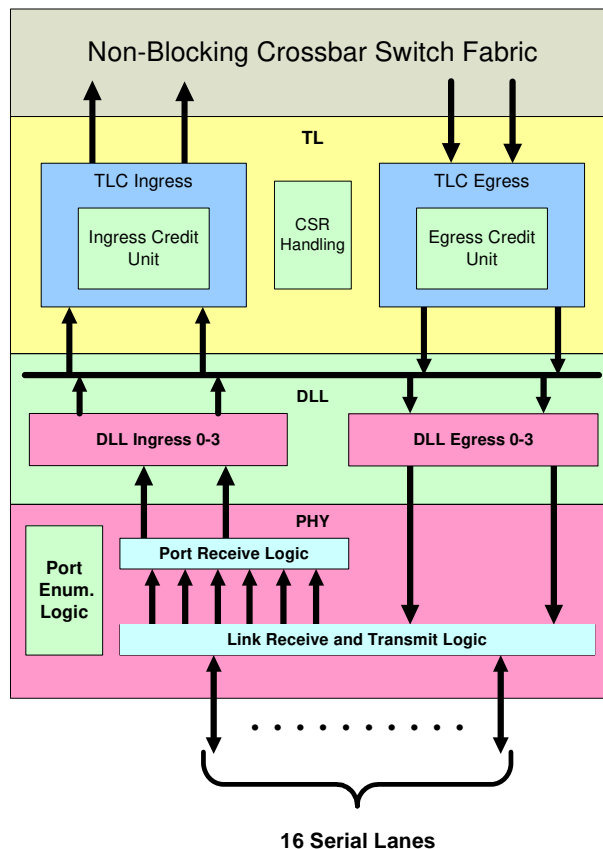 Non-Blocking Crossbar Switch Fabric
TL
TLC Ingress
Ingress Credit
Unit
CSR
Handling
TLC Egress
Egress Credit
Unit
DLL
DLL Ingress 0-3
DLL Egress 0-3
PHY
Port
Enum.
Logic
Port Receive Logic
Link Receive and Transmit Logic
16 Serial Lanes